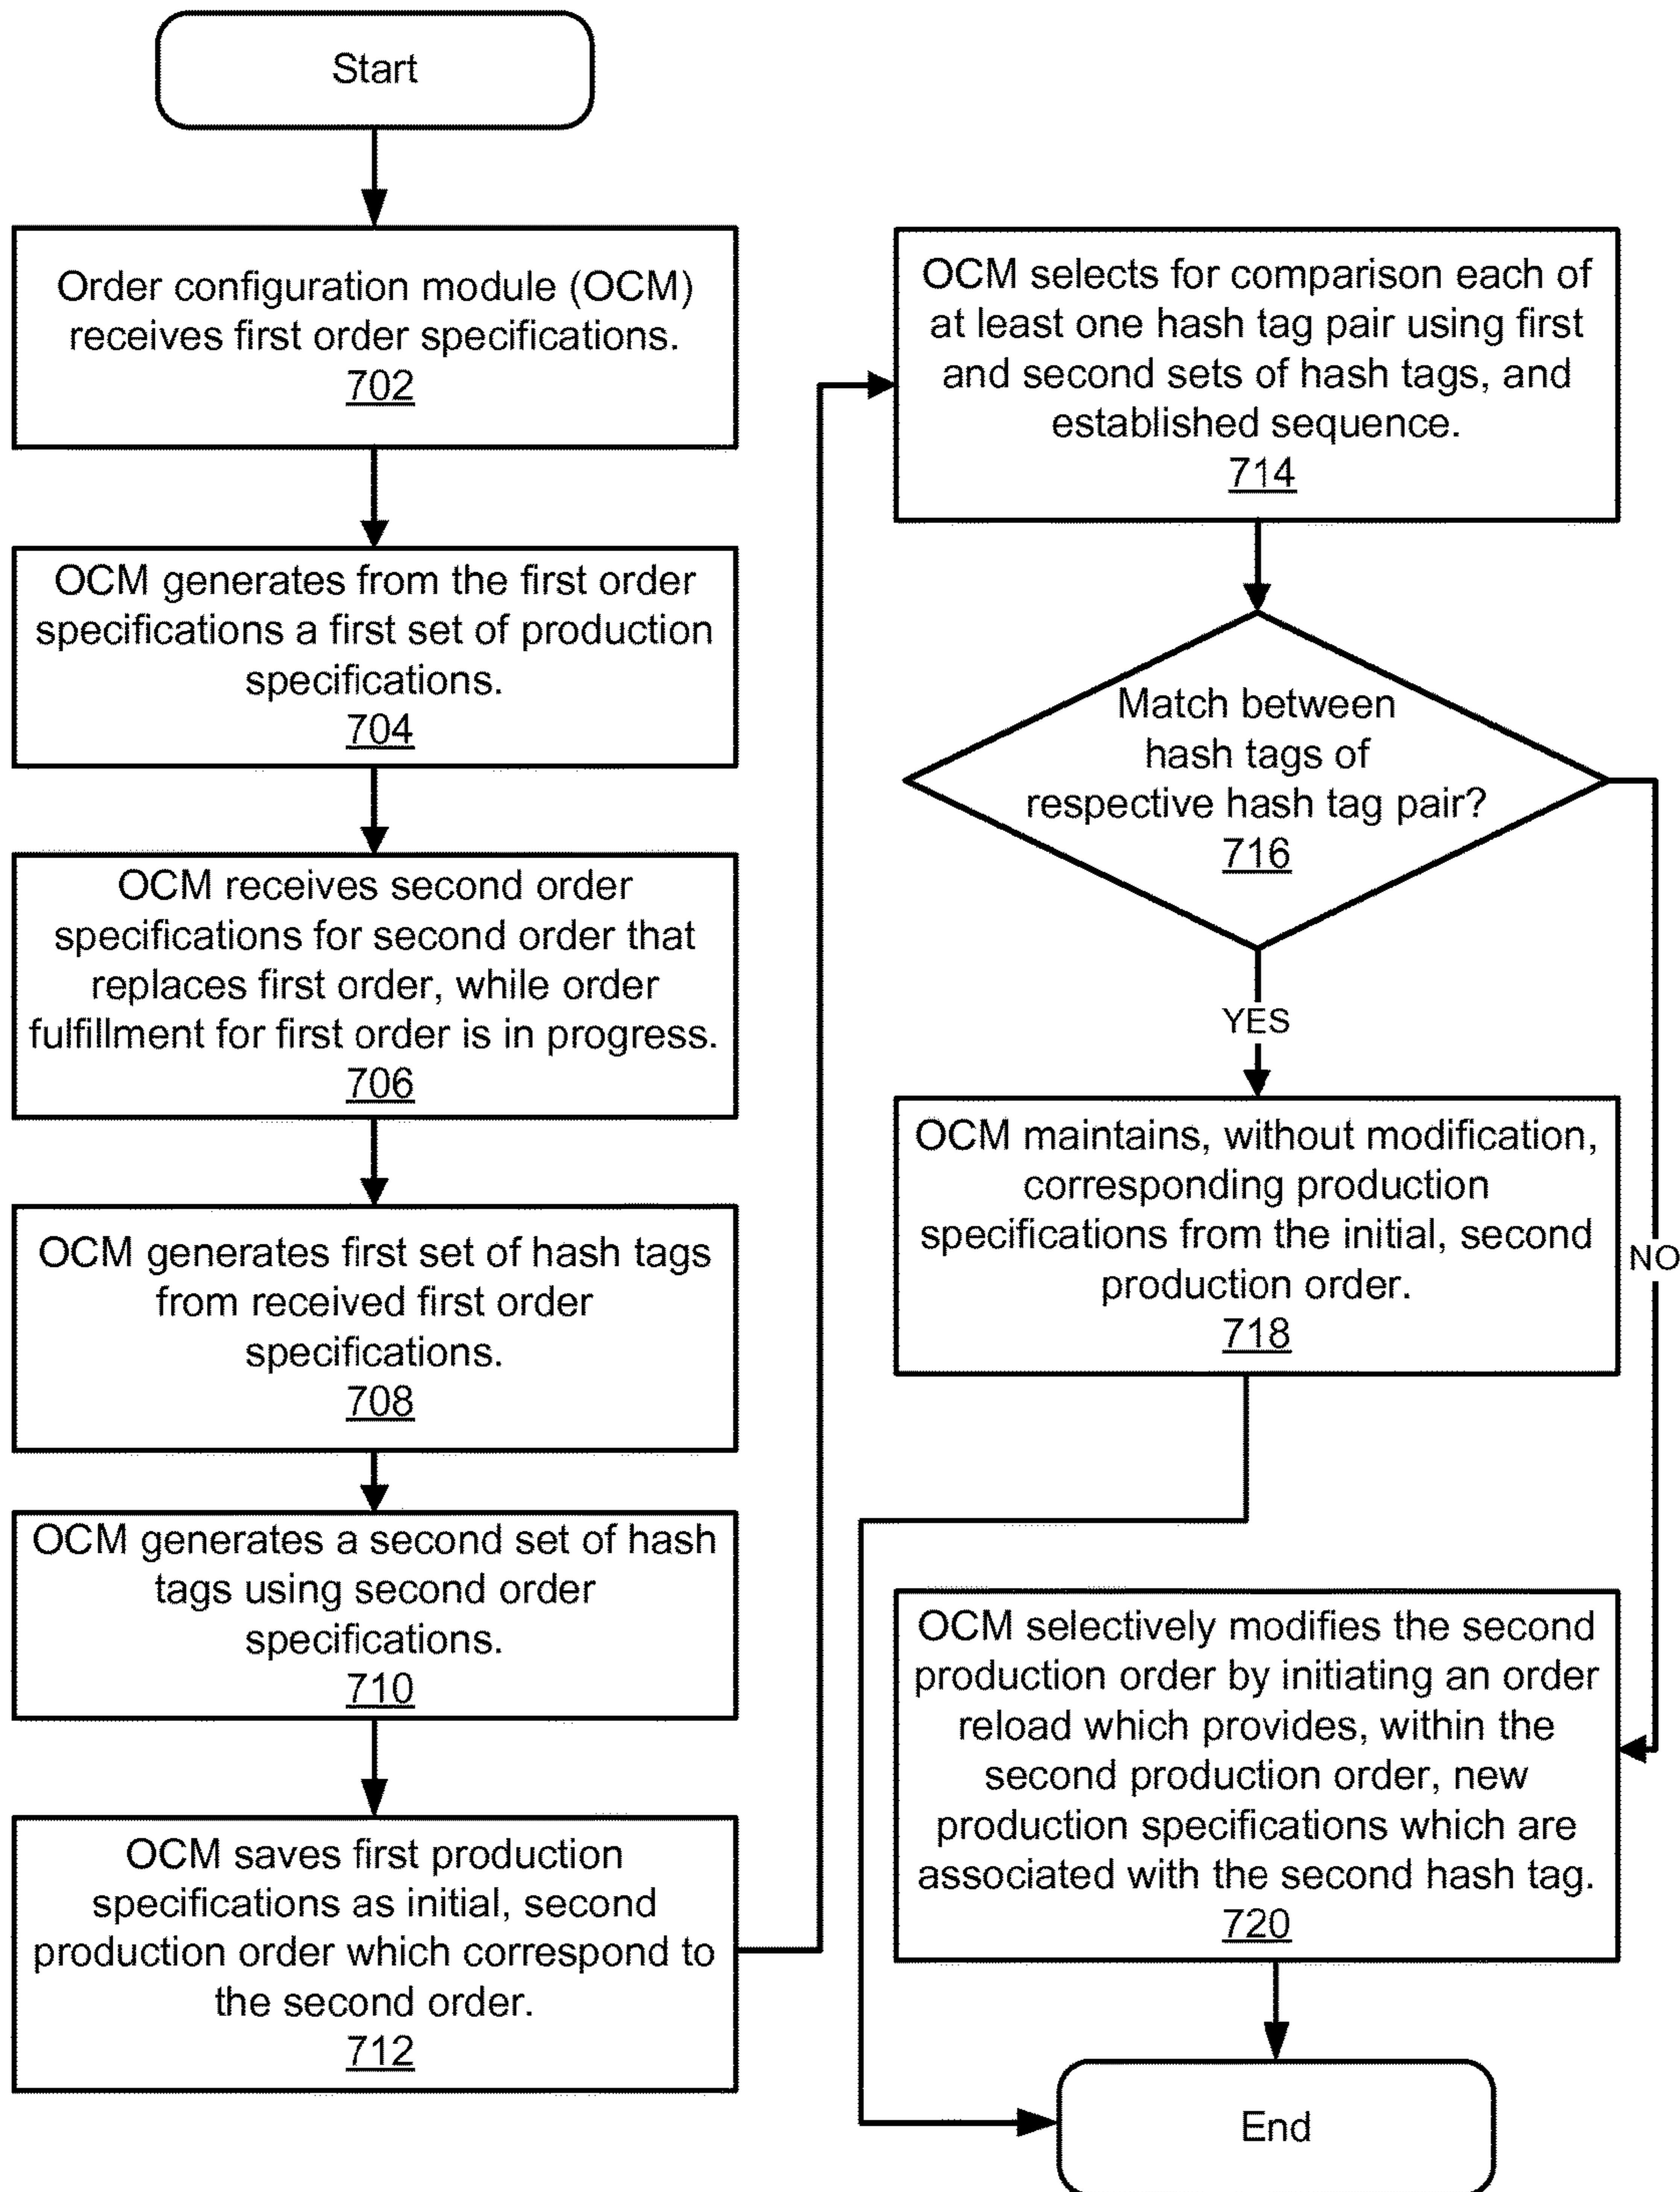 Start
Order configuration module (OCM)
receives first order specifications.
702
OCM generates from the first order
specifications a first set of production
specifications.
704
OCM receives second order
specifications for second order that
replaces first order, while order
fulfillment for first order is in progress.
706
OCM generates first set of hash tags
from received first order
specifications.
708
OCM generates a second set of hash
tags using second order
specifications.
710
OCM saves first production
specifications as initial, second
production order which correspond to
the second order.
712
OCM selects for comparison each of
at least one hash tag pair using first
and second sets of hash tags, and
established sequence.
714
Match between
hash tags of
respective hash tag pair?
716
YES
OCM maintains, without modification,
corresponding production
specifications from the initial, second
production order.
718
NO
OCM selectively modifies the second
production order by initiating an order
reload which provides, within the
second production order, new
production specifications which are
associated with the second hash tag.
720
End